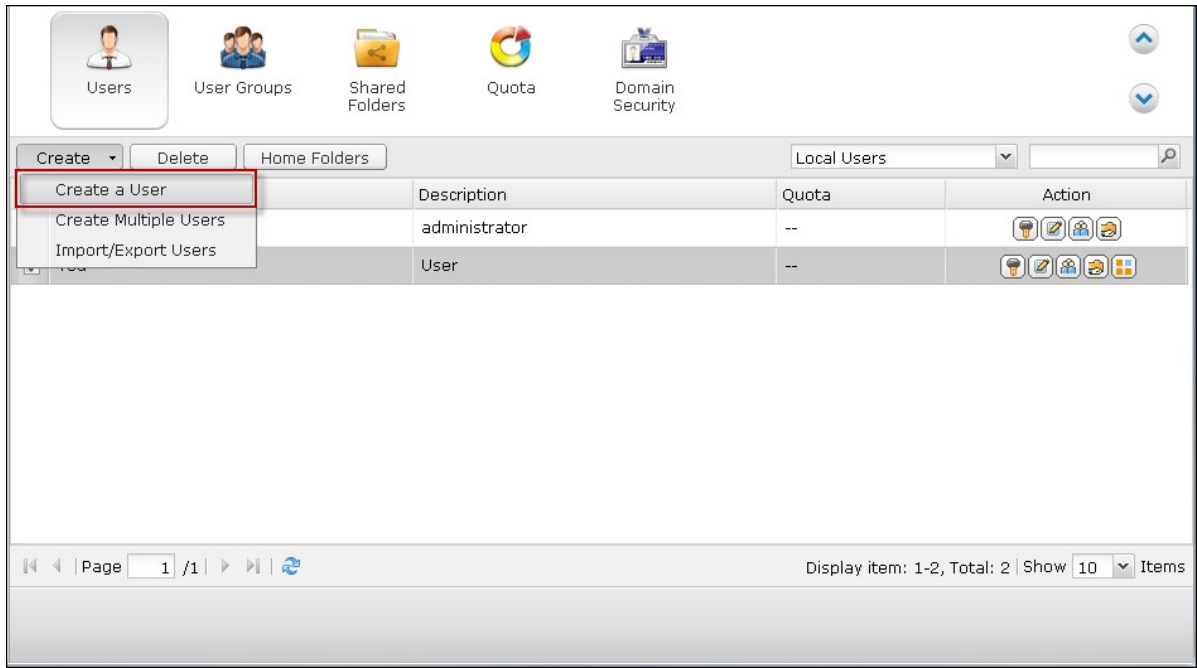 Users
User Groups
Shared
Folders
Quota
Domain
Security
Create
Delete
Home Folders
Local Users
Create a User
Create Multiple Users
Import/Export Users
Description
Quota
Action
administrator
--
User
--
Page 1 /1
Display item: 1-2, Total: 2 Show 10 Items